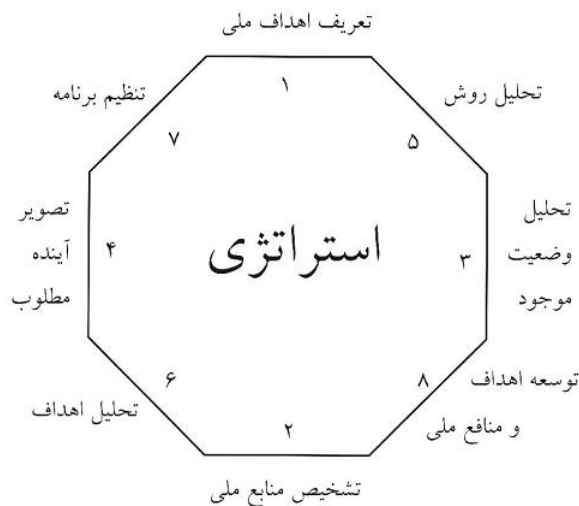 تعریف اهداف ملی
۱
تحلیل روش
۵
تنظیم برنامه
۷
تحلیل
وضعیت
موجود
۳
استراتژی
تصویر
آینده
مطلوب
۴
توسعه اهداف
و منافع ملی
۸
تحلیل اهداف
۶
۲
تشخیص منابع ملی